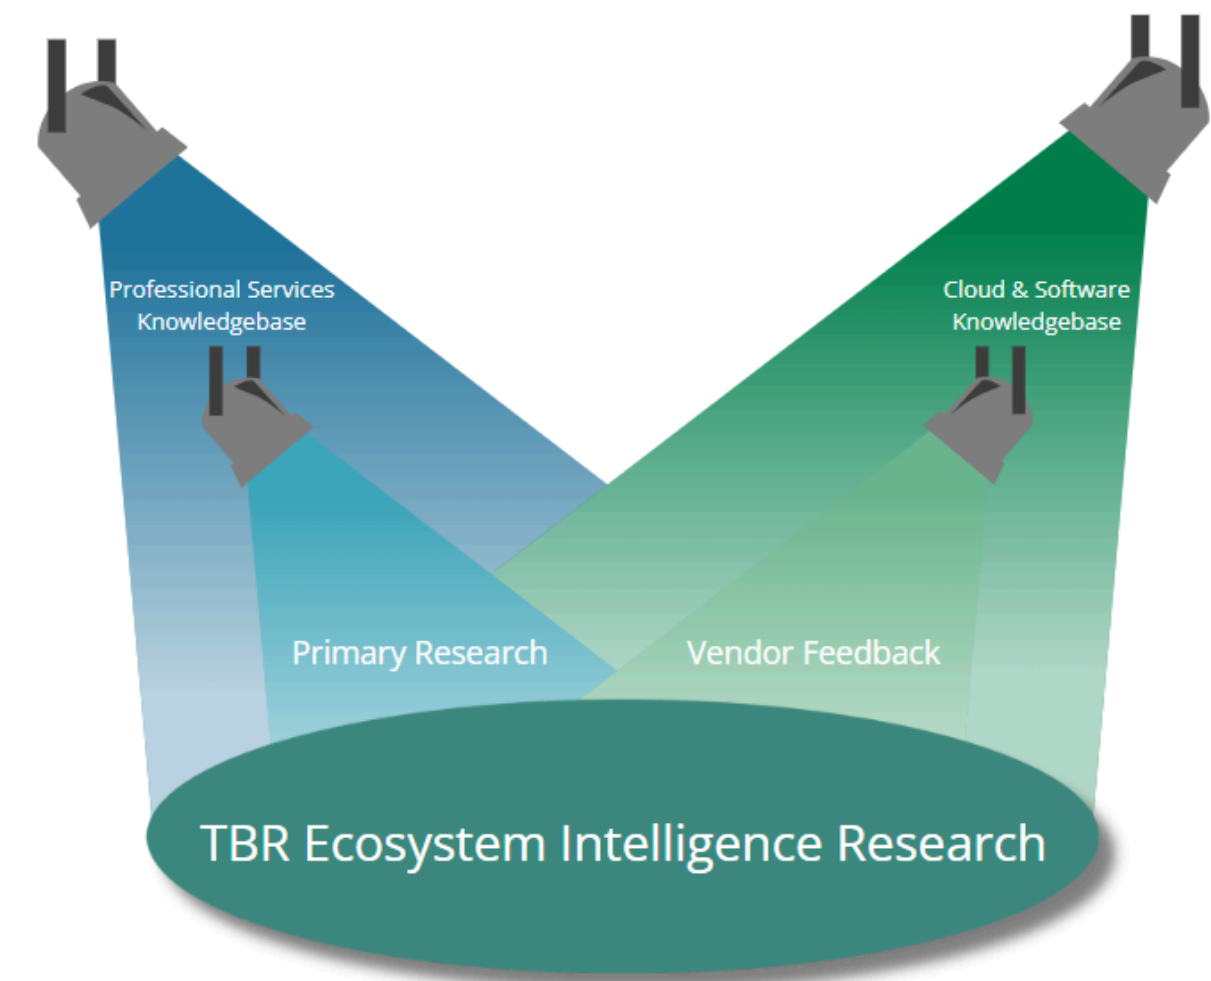 Professional Services
Knowledgebase
Cloud & Software
Knowledgebase
Primary Research
Vendor Feedback
TBR Ecosystem Intelligence Research